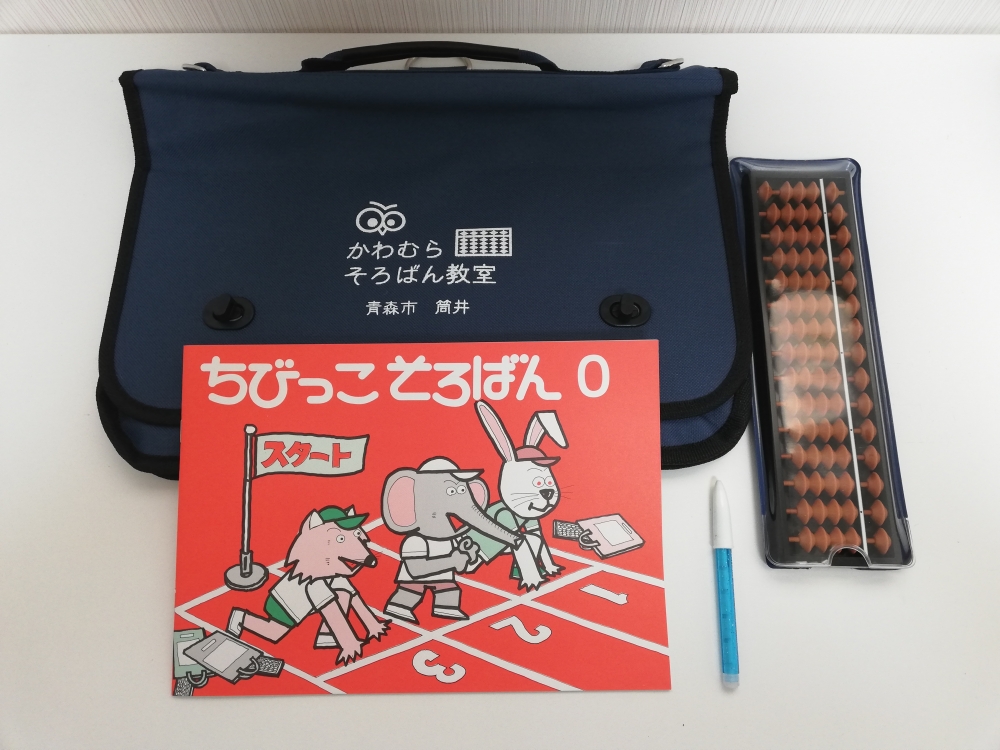 かわむら
そろばん教室
青森市 筒井
ちびっこ そろばん 0
スタート
1
2
3